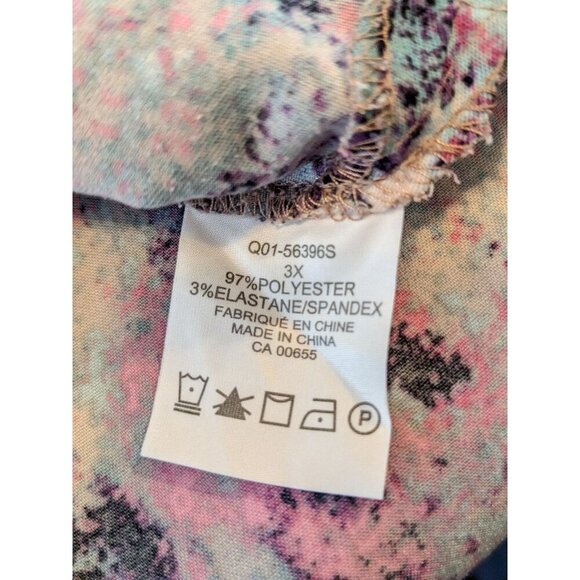 Q01-56396S
3X
97%POLYESTER
3%ELASTANE/SPANDEX
FABRIQUÉ EN CHINE
MADE IN CHINA
CA 00655
P